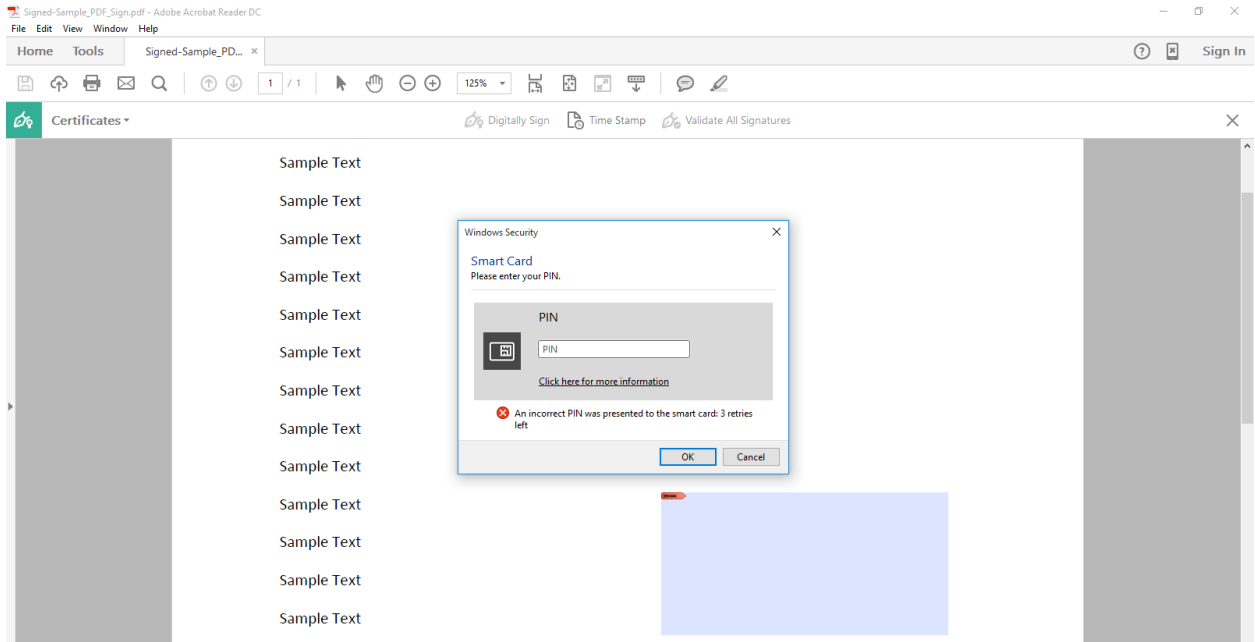 Signed-Sample_PDF_Sign.pdf - Adobe Acrobat Reader DC
File Edit View Window Help
Home Tools Signed-Sample_PD... × Sign In
1 / 1 125%
Certificates Digitally Sign Time Stamp Validate All Signatures
Sample Text
Sample Text
Sample Text
Sample Text
Sample Text
Sample Text
Sample Text
Sample Text
Sample Text
Sample Text
Sample Text
Sample Text
Sample Text
Windows Security
Smart Card
Please enter your PIN.
PIN
PIN
Click here for more information
An incorrect PIN was presented to the smart card: 3 retries
left
OK Cancel